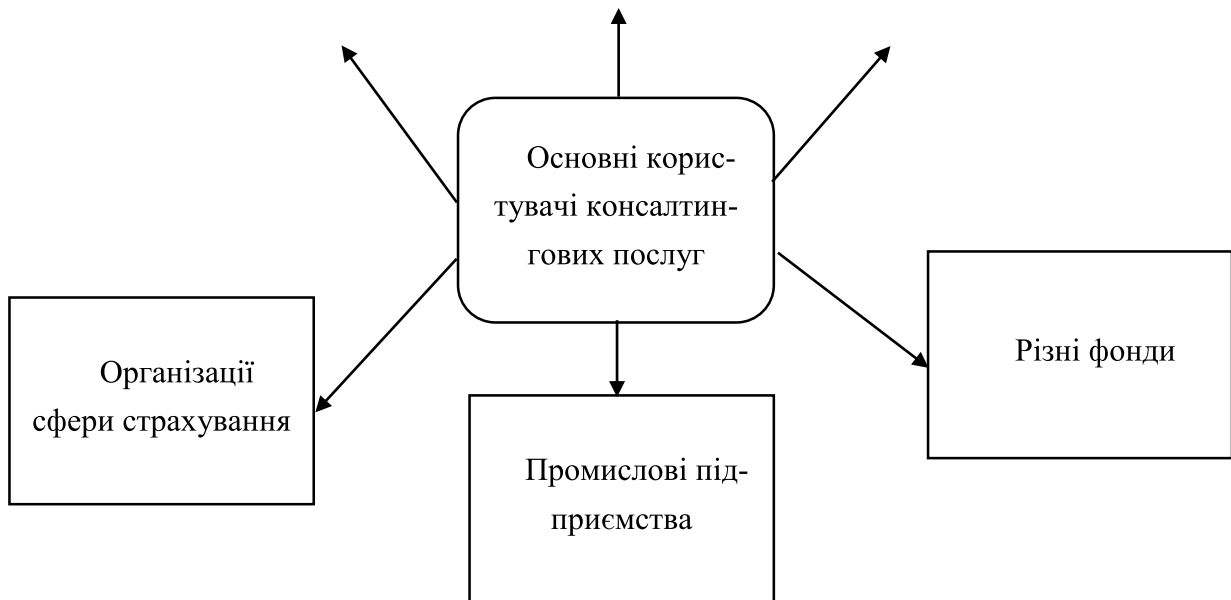 Основні корис-
тувачі консалтин-
гових послуг
Організації
сфери страхування
Промислові під-
приємства
Різні фонди